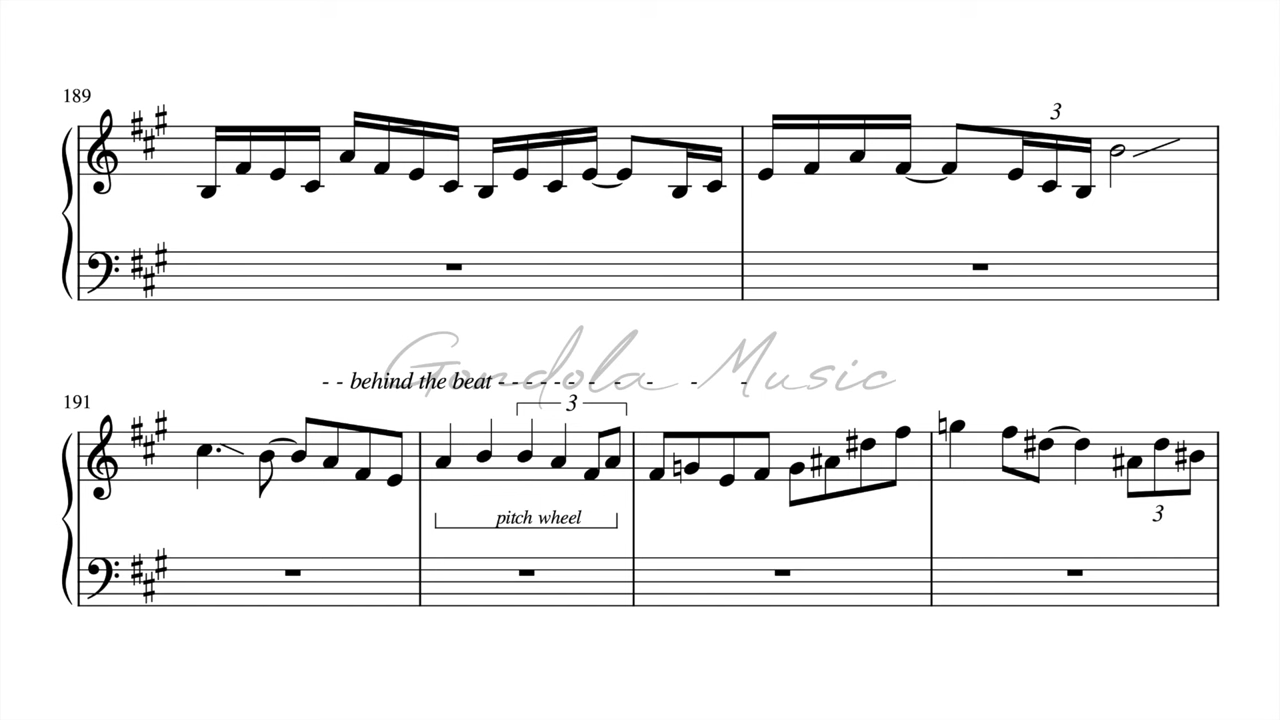 189
3
Gondola Music
- - behind the beat - - - - - - - - - - -
191
3
pitch wheel
3